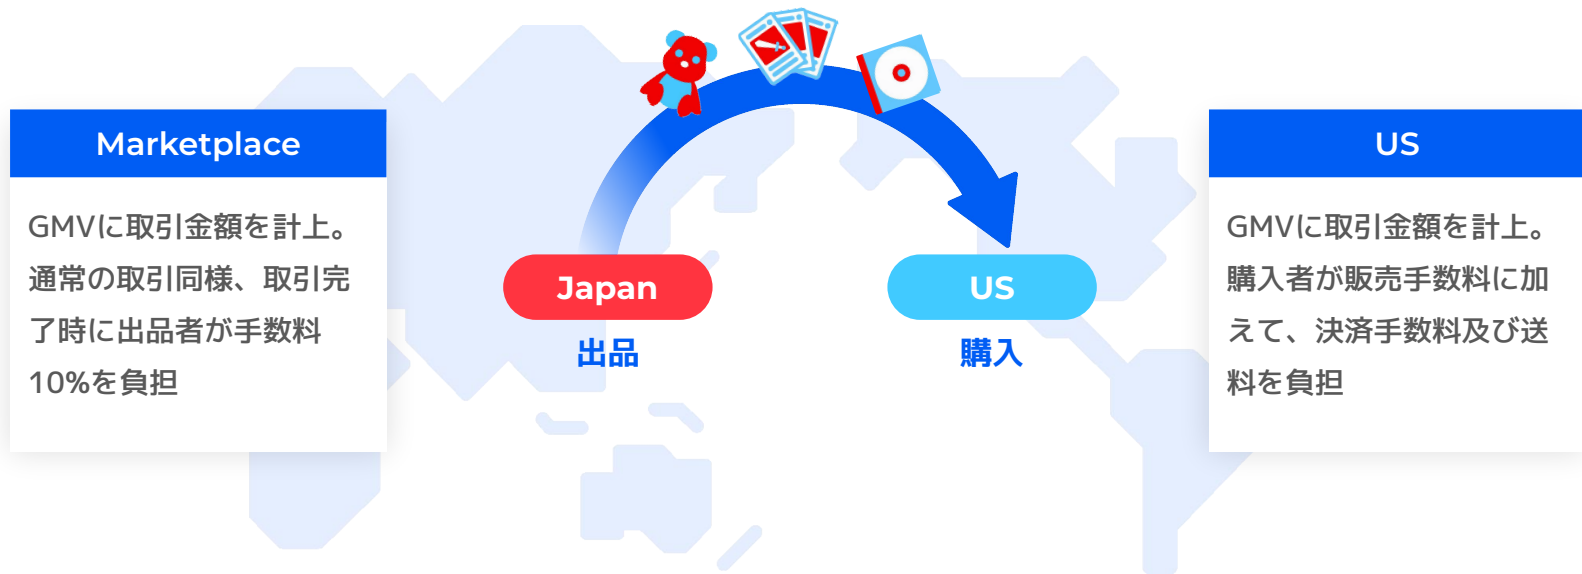 Marketplace
GMVに取引金額を計上。
通常の取引同様、取引完
了時に出品者が手数料
10%を負担
Japan
出品
US
購入
US
GMVに取引金額を計上。
購入者が販売手数料に加
えて、決済手数料及び送
料を負担